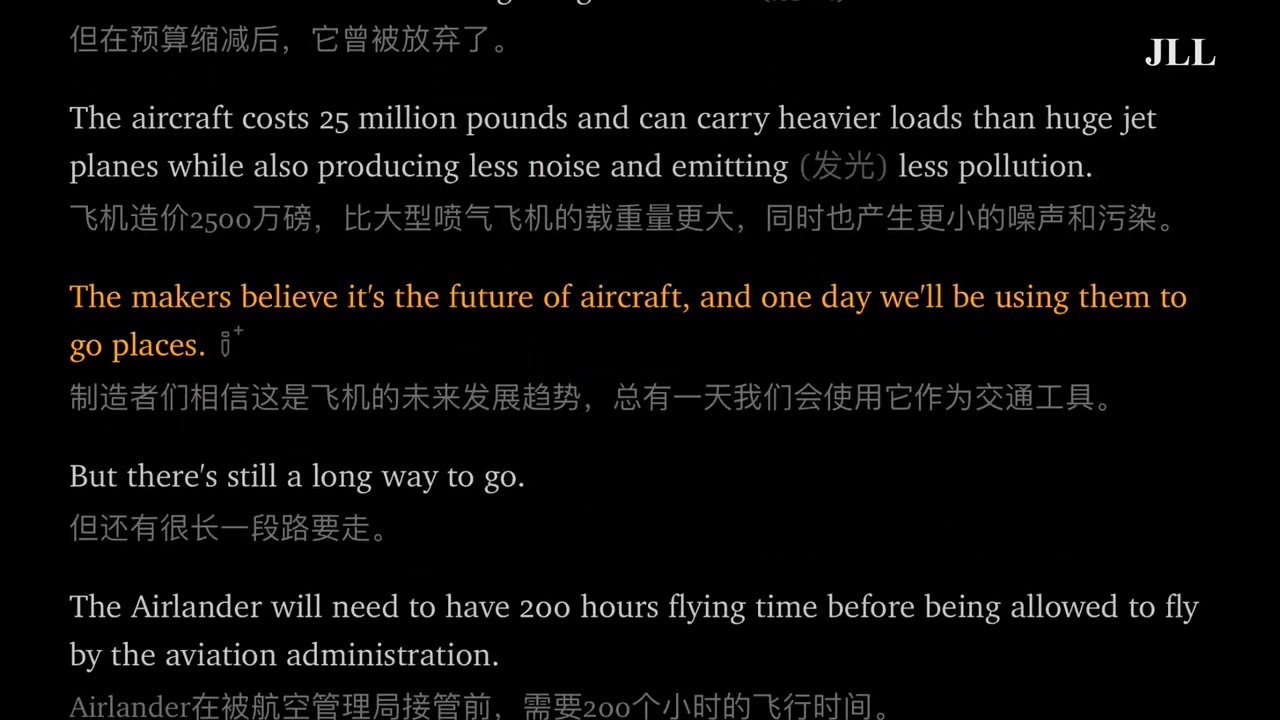 但在预算缩减后，它曾被放弃了。
JLL
The aircraft costs 25 million pounds and can carry heavier loads than huge jet
planes while also producing less noise and emitting (发光) less pollution.
飞机造价2500万磅，比大型喷气飞机的载重量更大，同时也产生更小的噪声和污染。
The makers believe it's the future of aircraft, and one day we'll be using them to
go places.
制造者们相信这是飞机的未来发展趋势，总有一天我们会使用它作为交通工具。
But there's still a long way to go.
但还有很长一段路要走。
The Airlander will need to have 200 hours flying time before being allowed to fly
by the aviation administration.
Airlander在被航空管理局接管前，需要200个小时的飞行时间。